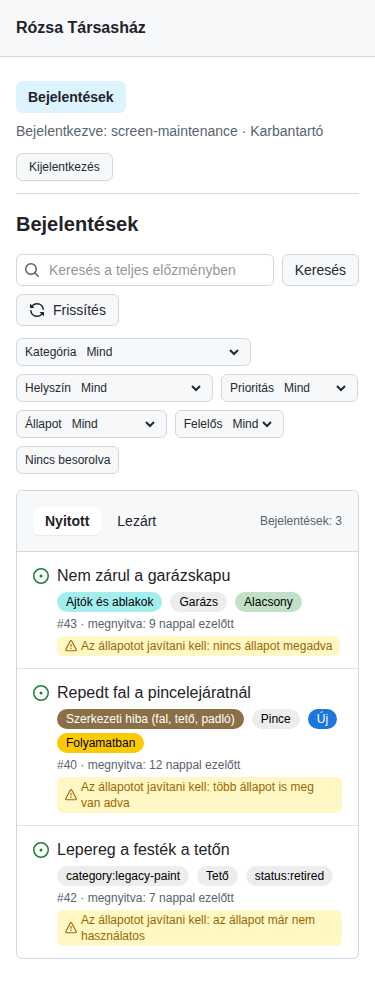 Rózsa Társasház
Bejelentések
Bejelentkezve: screen-maintenance · Karbantartó
Kijelentkezés
Bejelentések
Keresés a teljes előzményben
Keresés
Frissítés
Kategória Mind
Helyszín Mind
Prioritás Mind
Állapot Mind
Felelős Mind
Nincs besorolva
Nyitott Lezárt Bejelentések: 3
Nem zárul a garázskapu
Ajtók és ablakok Garázs Alacsony
#43 · megnyitva: 9 nappal ezelőtt
Az állapotot javítani kell: nincs állapot megadva
Repedt fal a pincelejáratnál
Szerkezeti hiba (fal, tető, padló) Pince Új
Folyamatban
#40 · megnyitva: 12 nappal ezelőtt
Az állapotot javítani kell: több állapot is meg
van adva
Lepereg a festék a tetőn
category:legacy-paint Tető status:retired
#42 · megnyitva: 7 nappal ezelőtt
Az állapotot javítani kell: az állapot már nem
használatos